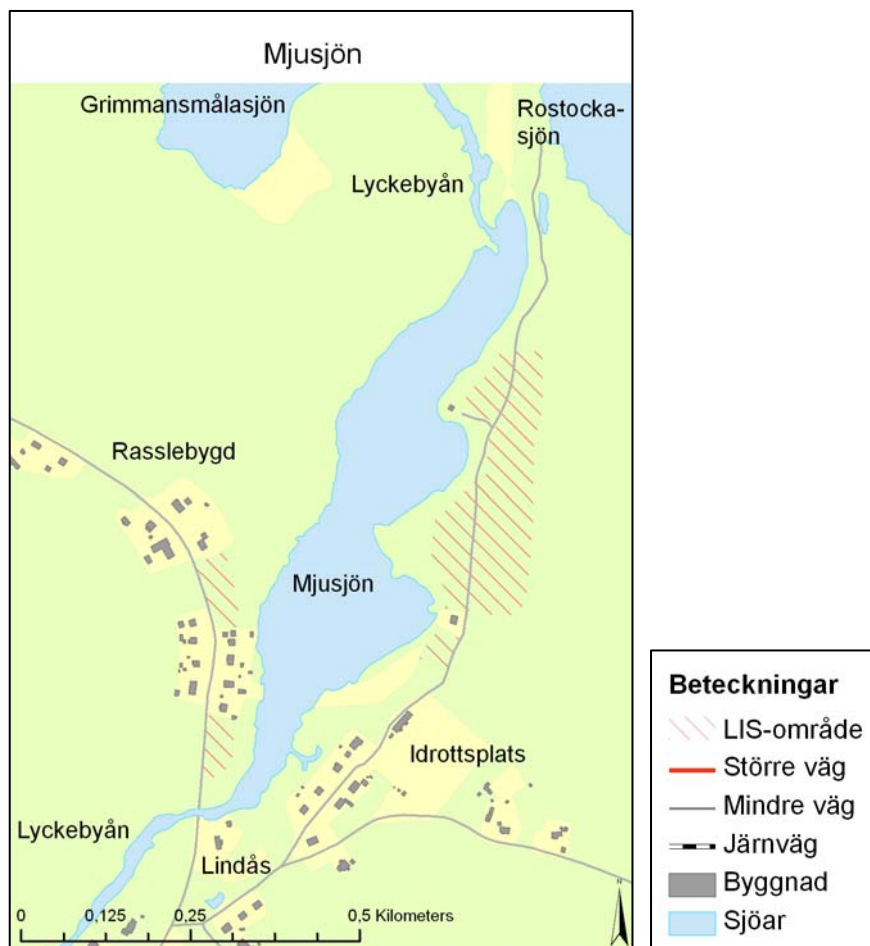 Mjusjön
Grimmansmålasjön
Rostocka-
sjön
Lyckebyån
Rasslebygd
Mjusjön
Idrottsplats
Lyckebyån
Lindås
0 0,125 0,25 0,5 Kilometers
N
Beteckningar
LIS-område
Större väg
Mindre väg
Järnväg
Byggnad
Sjöar